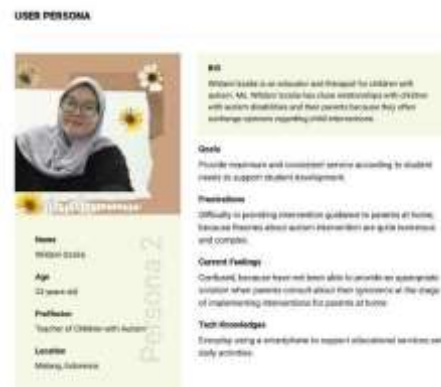 USER PERSONA
BIO
is an educator and therapist for children with
autism. Ms. has close relationships with children
with autism disabilities and their parents because they often
exchange opinions regarding child interventions.
Goals
Provide maximum and consistent service according to student
needs to support student development.
Frustrations
Difficulty in providing intervention guidance to parents at home,
because theories about autism intervention are quite numerous
and complex.
Current Feelings
Confused, because have not been able to provide an appropriate
solution when parents consult about their ignorance at the stage
of implementing interventions for parents at home
Tech Knowledges
Everyday using a smartphone to support educational services and
daily activities.
Name
Age
years old
Profession
Teacher of Children with Autism
Location
Malang, Indonesia
Persona 2